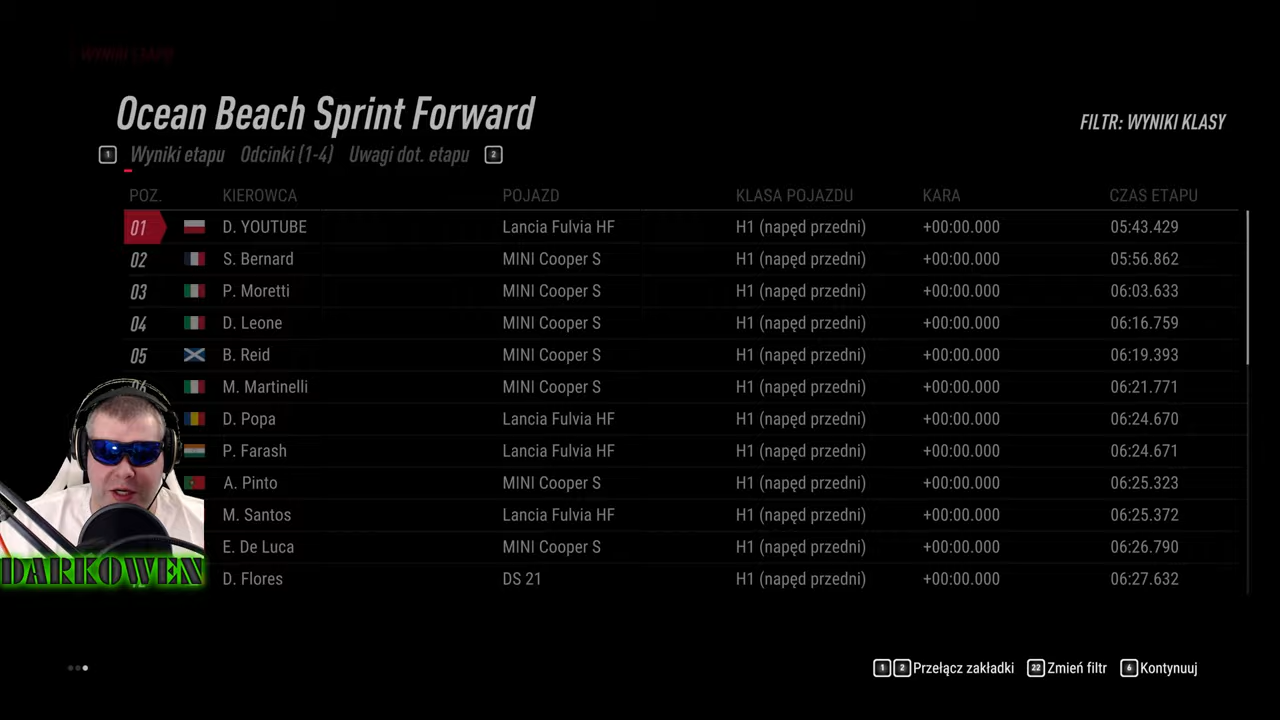 WYNIKI ETAPU
Ocean Beach Sprint Forward
FILTR: WYNIKI KLASY
1 Wyniki etapu Odcinki (1-4) Uwagi dot. etapu 2
POZ. KIEROWCA POJAZD KLASA POJAZDU KARA CZAS ETAPU
01 D. YOUTUBE Lancia Fulvia HF H1 (napęd przedni) +00:00.000 05:43.429
02 S. Bernard MINI Cooper S H1 (napęd przedni) +00:00.000 05:56.862
03 P. Moretti MINI Cooper S H1 (napęd przedni) +00:00.000 06:03.633
04 D. Leone MINI Cooper S H1 (napęd przedni) +00:00.000 06:16.759
05 B. Reid MINI Cooper S H1 (napęd przedni) +00:00.000 06:19.393
06 M. Martinelli MINI Cooper S H1 (napęd przedni) +00:00.000 06:21.771
D. Popa Lancia Fulvia HF H1 (napęd przedni) +00:00.000 06:24.670
P. Farash Lancia Fulvia HF H1 (napęd przedni) +00:00.000 06:24.671
A. Pinto MINI Cooper S H1 (napęd przedni) +00:00.000 06:25.323
M. Santos Lancia Fulvia HF H1 (napęd przedni) +00:00.000 06:25.372
E. De Luca MINI Cooper S H1 (napęd przedni) +00:00.000 06:26.790
D. Flores DS 21 H1 (napęd przedni) +00:00.000 06:27.632
DARKOWEN
1 2 Przełącz zakładki 22 Zmień filtr 6 Kontynuuj